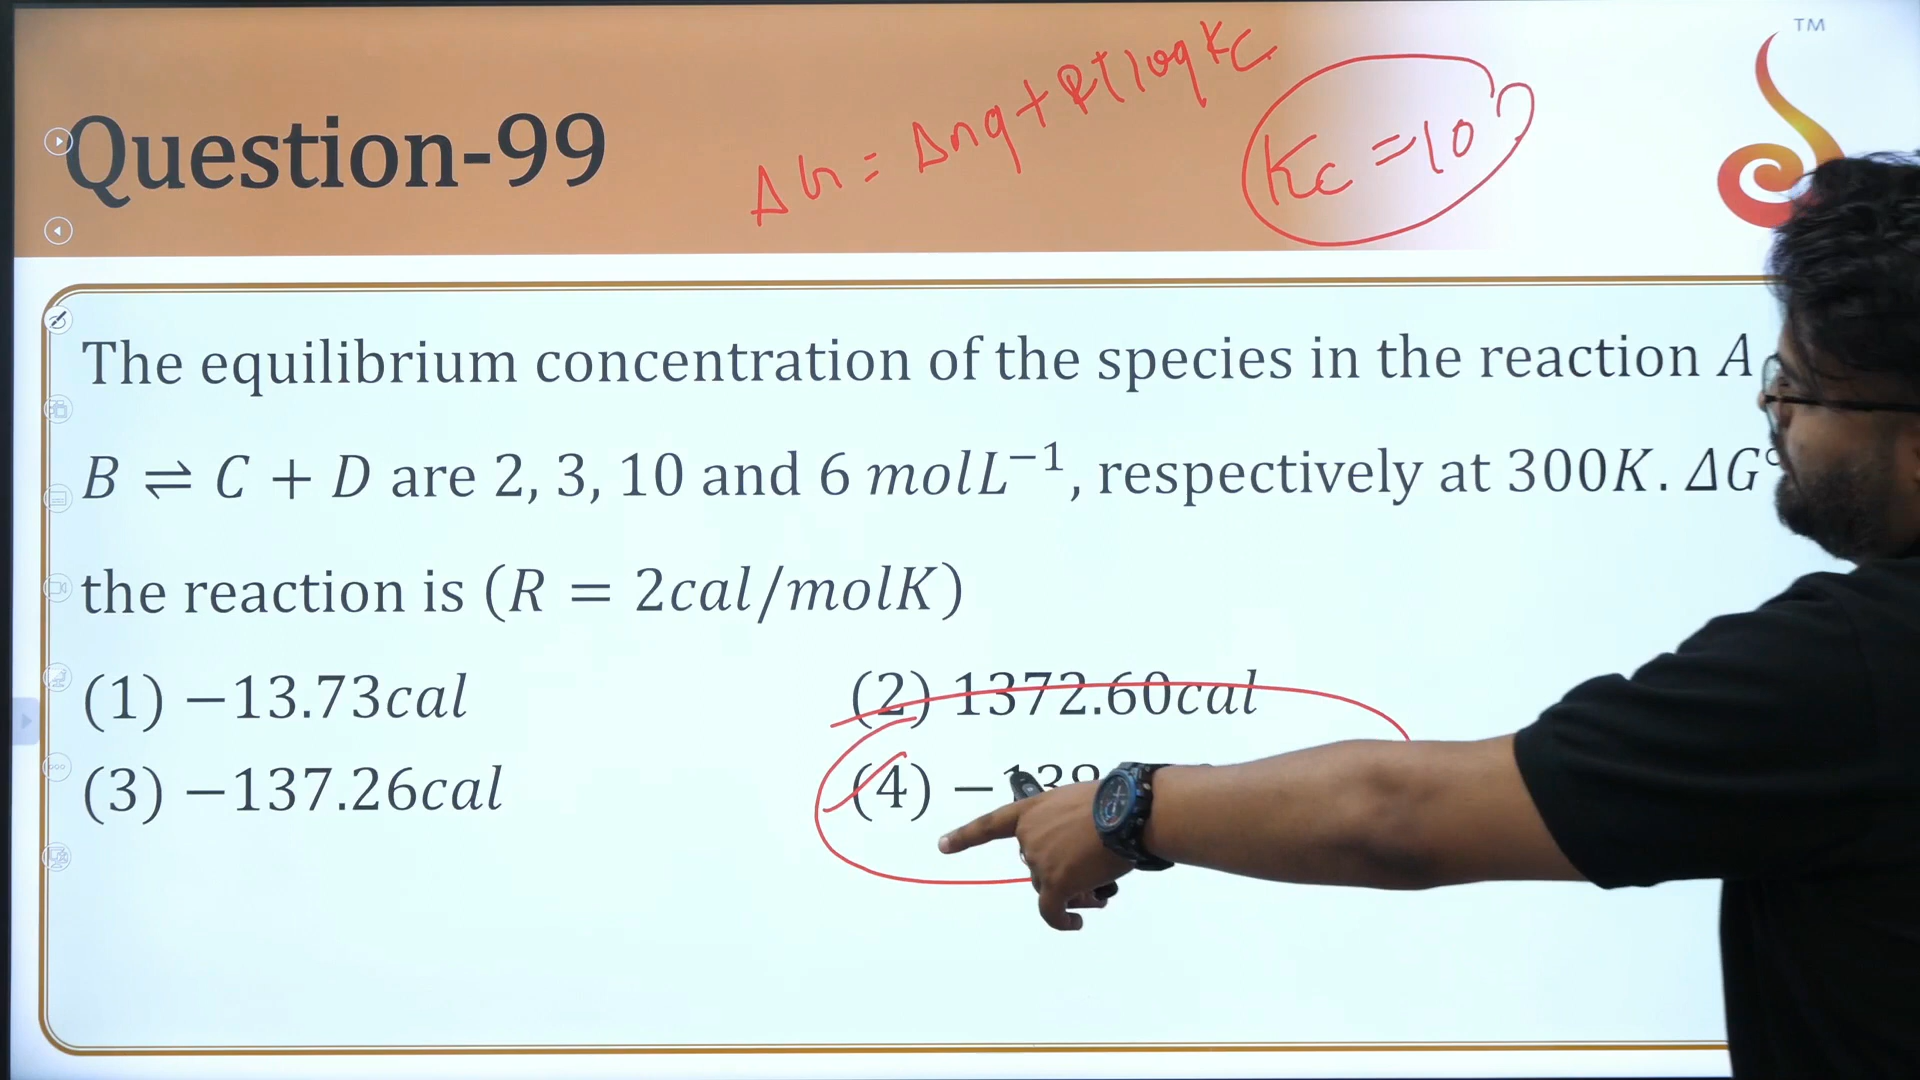 TM
ΔG = Δng + RT log KC
KC = 10
Question-99
The equilibrium concentration of the species in the reaction A
B ⇌ C + D are 2, 3, 10 and 6 molL⁻¹, respectively at 300K. ΔG°
the reaction is (R = 2cal/molK)
(1) −13.73cal (2) 1372.60cal
(3) −137.26cal (4) −138